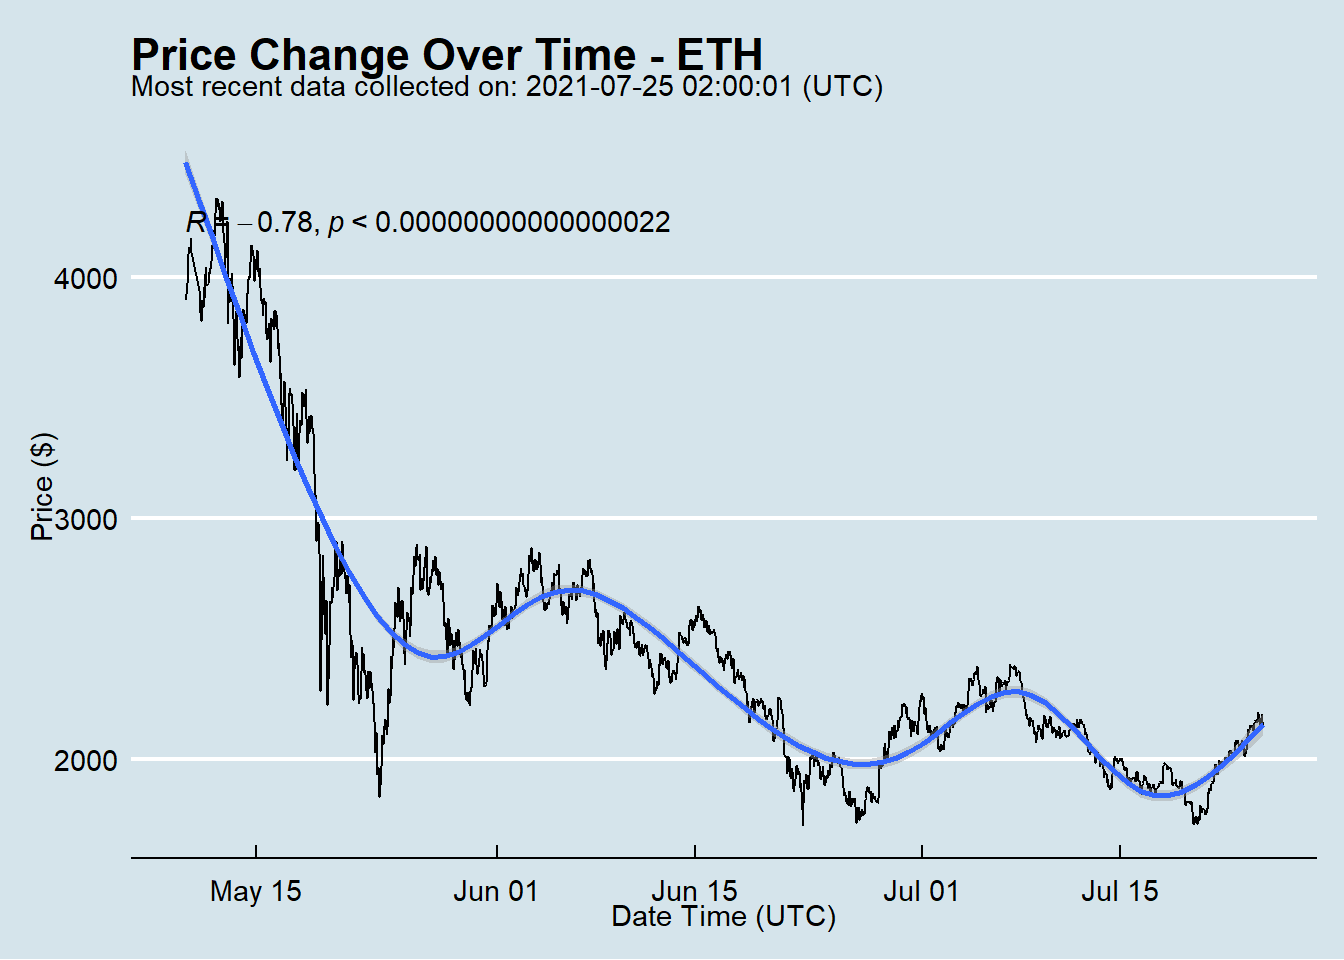 Price Change Over Time - ETH
Most recent data collected on: 2021-07-25 02:00:01 (UTC)
R = −0.78, p < 0.00000000000000022
4000
3000
2000
Price ($)
May 15
Jun 01
Jun 15
Jul 01
Jul 15
Date Time (UTC)